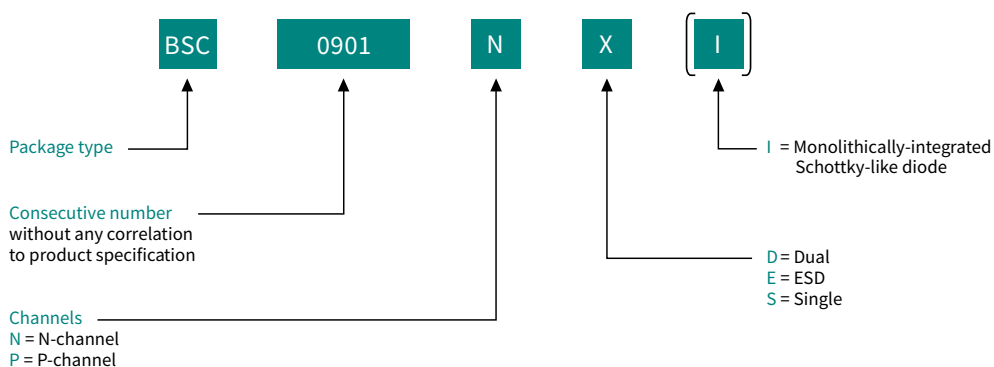 BSC 0901 N X [I]
Package type
I = Monolithically-integrated
Schottky-like diode
Consecutive number
without any correlation
to product specification
D = Dual
E = ESD
S = Single
Channels
N = N-channel
P = P-channel